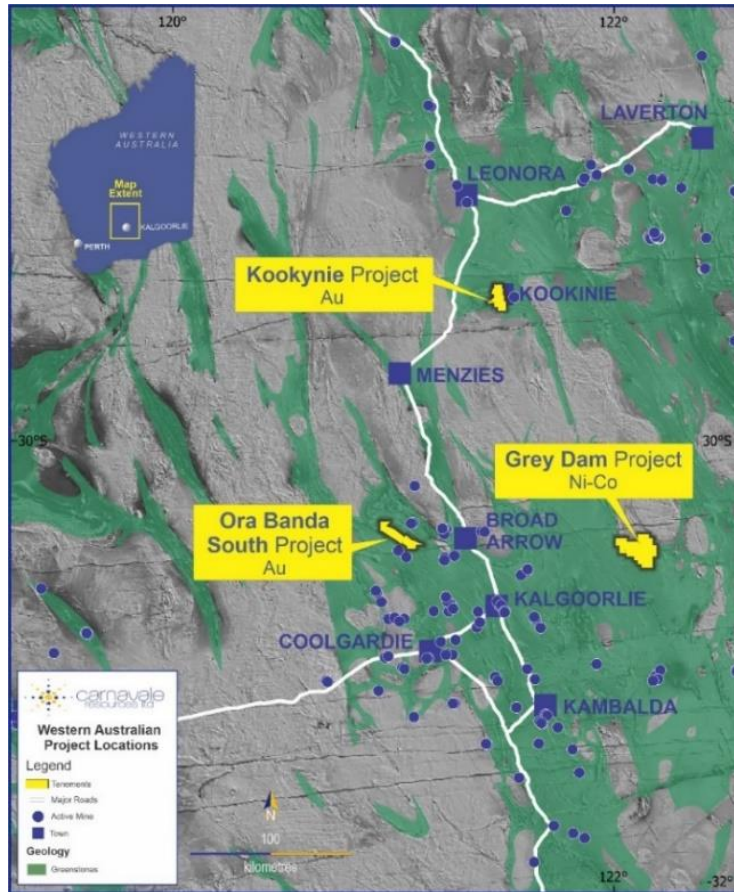 120°
122°
WESTERN
AUSTRALIA
Map
Extent
KALGOORLIE
PERTH
LAVERTON
LEONORA
Kookynie Project
Au
KOOKINIE
MENZIES
30°S
30°S
Grey Dam Project
Ni-Co
Ora Banda
South Project
Au
BROAD
ARROW
KALGOORLIE
COOLGARDIE
KAMBALDA
carnavale
resources ltd
Western Australian
Project Locations
Legend
Tenements
Major Roads
Active Mine
Town
Geology
Greenstones
N
100
kilometres
122°
-32°